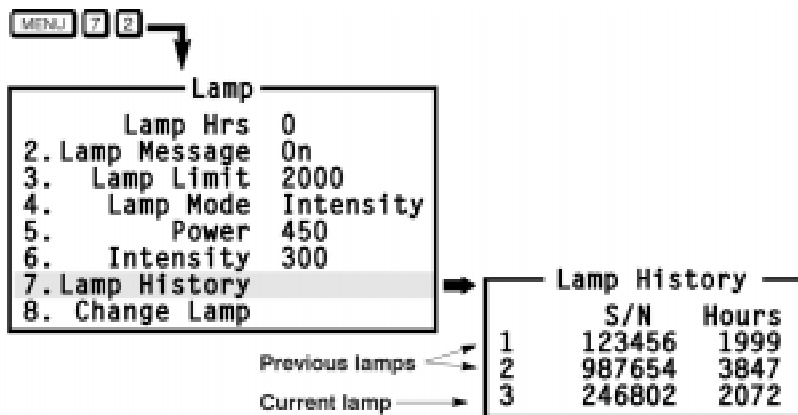 MENU 7 2
Lamp
Lamp Hrs 0
2. Lamp Message On
3. Lamp Limit 2000
4. Lamp Mode Intensity
5. Power 450
6. Intensity 300
7. Lamp History
8. Change Lamp
Lamp History
S/N Hours
1 123456 1999
2 987654 3847
3 246802 2072
Previous lamps
Current lamp